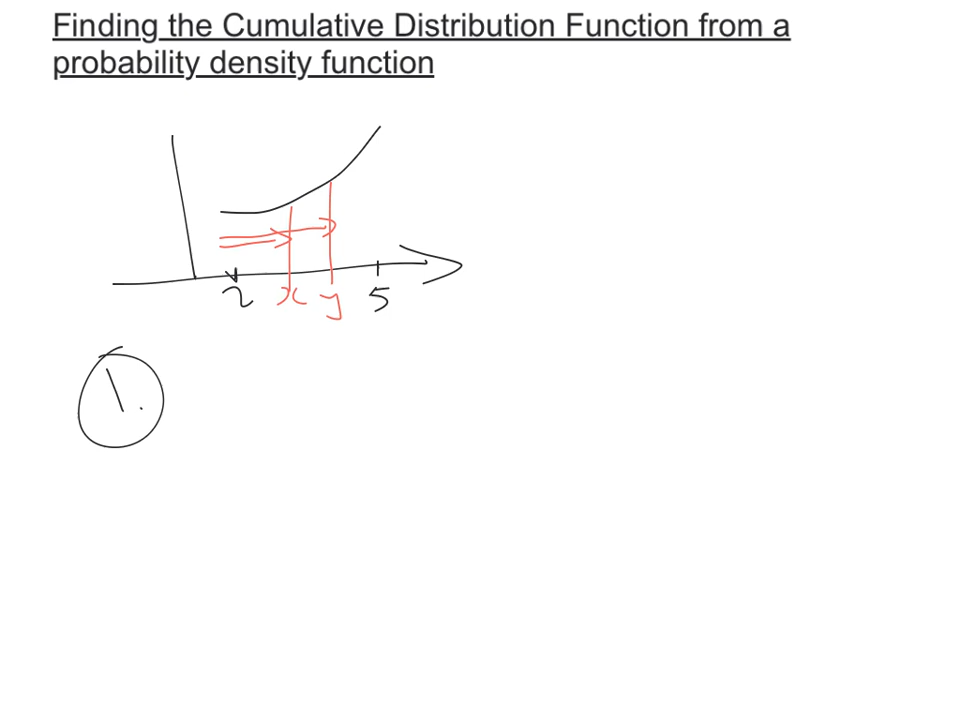 Finding the Cumulative Distribution Function from a
probability density function
2 x y 5
1.